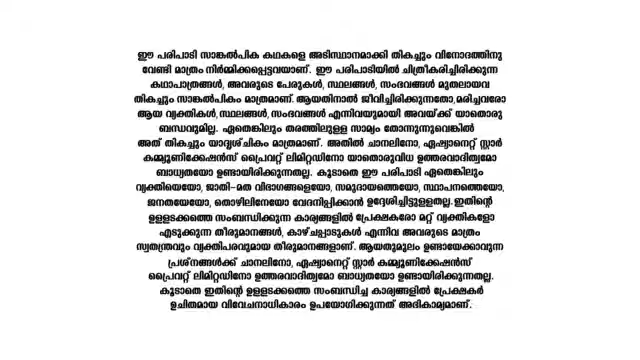 ഈ പരിപാടി സാങ്കൽപിക കഥകളെ അടിസ്ഥാനമാക്കി തികച്ചും വിനോദത്തിനു
വേണ്ടി മാത്രം നിർമ്മിക്കപ്പെട്ടവയാണ്. ഈ പരിപാടിയിൽ ചിത്രീകരിച്ചിരിക്കുന്ന
കഥാപാത്രങ്ങൾ, അവരുടെ പേരുകൾ, സ്ഥലങ്ങൾ, സംഭവങ്ങൾ മുതലായവ
തികച്ചും സാങ്കൽപികം മാത്രമാണ്. ആയതിനാൽ ജീവിച്ചിരിക്കുന്നതോ,മരിച്ചവരോ
ആയ വ്യക്തികൾ,സ്ഥലങ്ങൾ,സംഭവങ്ങൾ എന്നിവയുമായി അവയ്ക്ക് യാതൊരു
ബന്ധവുമില്ല. ഏതെങ്കിലും തരത്തിലുള്ള സാമ്യം തോന്നുന്നുവെങ്കിൽ
അത് തികച്ചും യാദൃശ്ചികം മാത്രമാണ്. അതിൽ ചാനലിനോ, ഏഷ്യാനെറ്റ് സ്റ്റാർ
കമ്മ്യൂണിക്കേഷൻസ് പ്രൈവറ്റ് ലിമിറ്റഡിനോ യാതൊരുവിധ ഉത്തരവാദിത്വമോ
ബാധ്യതയോ ഉണ്ടായിരിക്കുന്നതല്ല. കൂടാതെ ഈ പരിപാടി ഏതെങ്കിലും
വ്യക്തിയെയോ, ജാതി-മത വിഭാഗങ്ങളെയോ, സമുദായത്തെയോ, സ്ഥാപനത്തെയോ,
ജനതയേയോ, തൊഴിലിനേയോ വേദനിപ്പിക്കാൻ ഉദ്ദേശിച്ചിട്ടുള്ളതല്ല.ഇതിന്റെ
ഉള്ളടക്കത്തെ സംബന്ധിക്കുന്ന കാര്യങ്ങളിൽ പ്രേക്ഷകരോ മറ്റ് വ്യക്തികളോ
എടുക്കുന്ന തീരുമാനങ്ങൾ, കാഴ്ചപ്പാടുകൾ എന്നിവ അവരുടെ മാത്രം
സ്വതന്ത്രവും വ്യക്തിപരവുമായ തീരുമാനങ്ങളാണ്. ആയതുമൂലം ഉണ്ടായേക്കാവുന്ന
പ്രശ്നങ്ങൾക്ക് ചാനലിനോ, ഏഷ്യാനെറ്റ് സ്റ്റാർ കമ്മ്യൂണിക്കേഷൻസ്
പ്രൈവറ്റ് ലിമിറ്റഡിനോ ഉത്തരവാദിത്വമോ ബാധ്യതയോ ഉണ്ടായിരിക്കുന്നതല്ല.
കൂടാതെ ഇതിന്റെ ഉള്ളടക്കത്തെ സംബന്ധിച്ച കാര്യങ്ങളിൽ പ്രേക്ഷകർ
ഉചിതമായ വിവേചനാധികാരം ഉപയോഗിക്കുന്നത് അഭികാമ്യമാണ്.